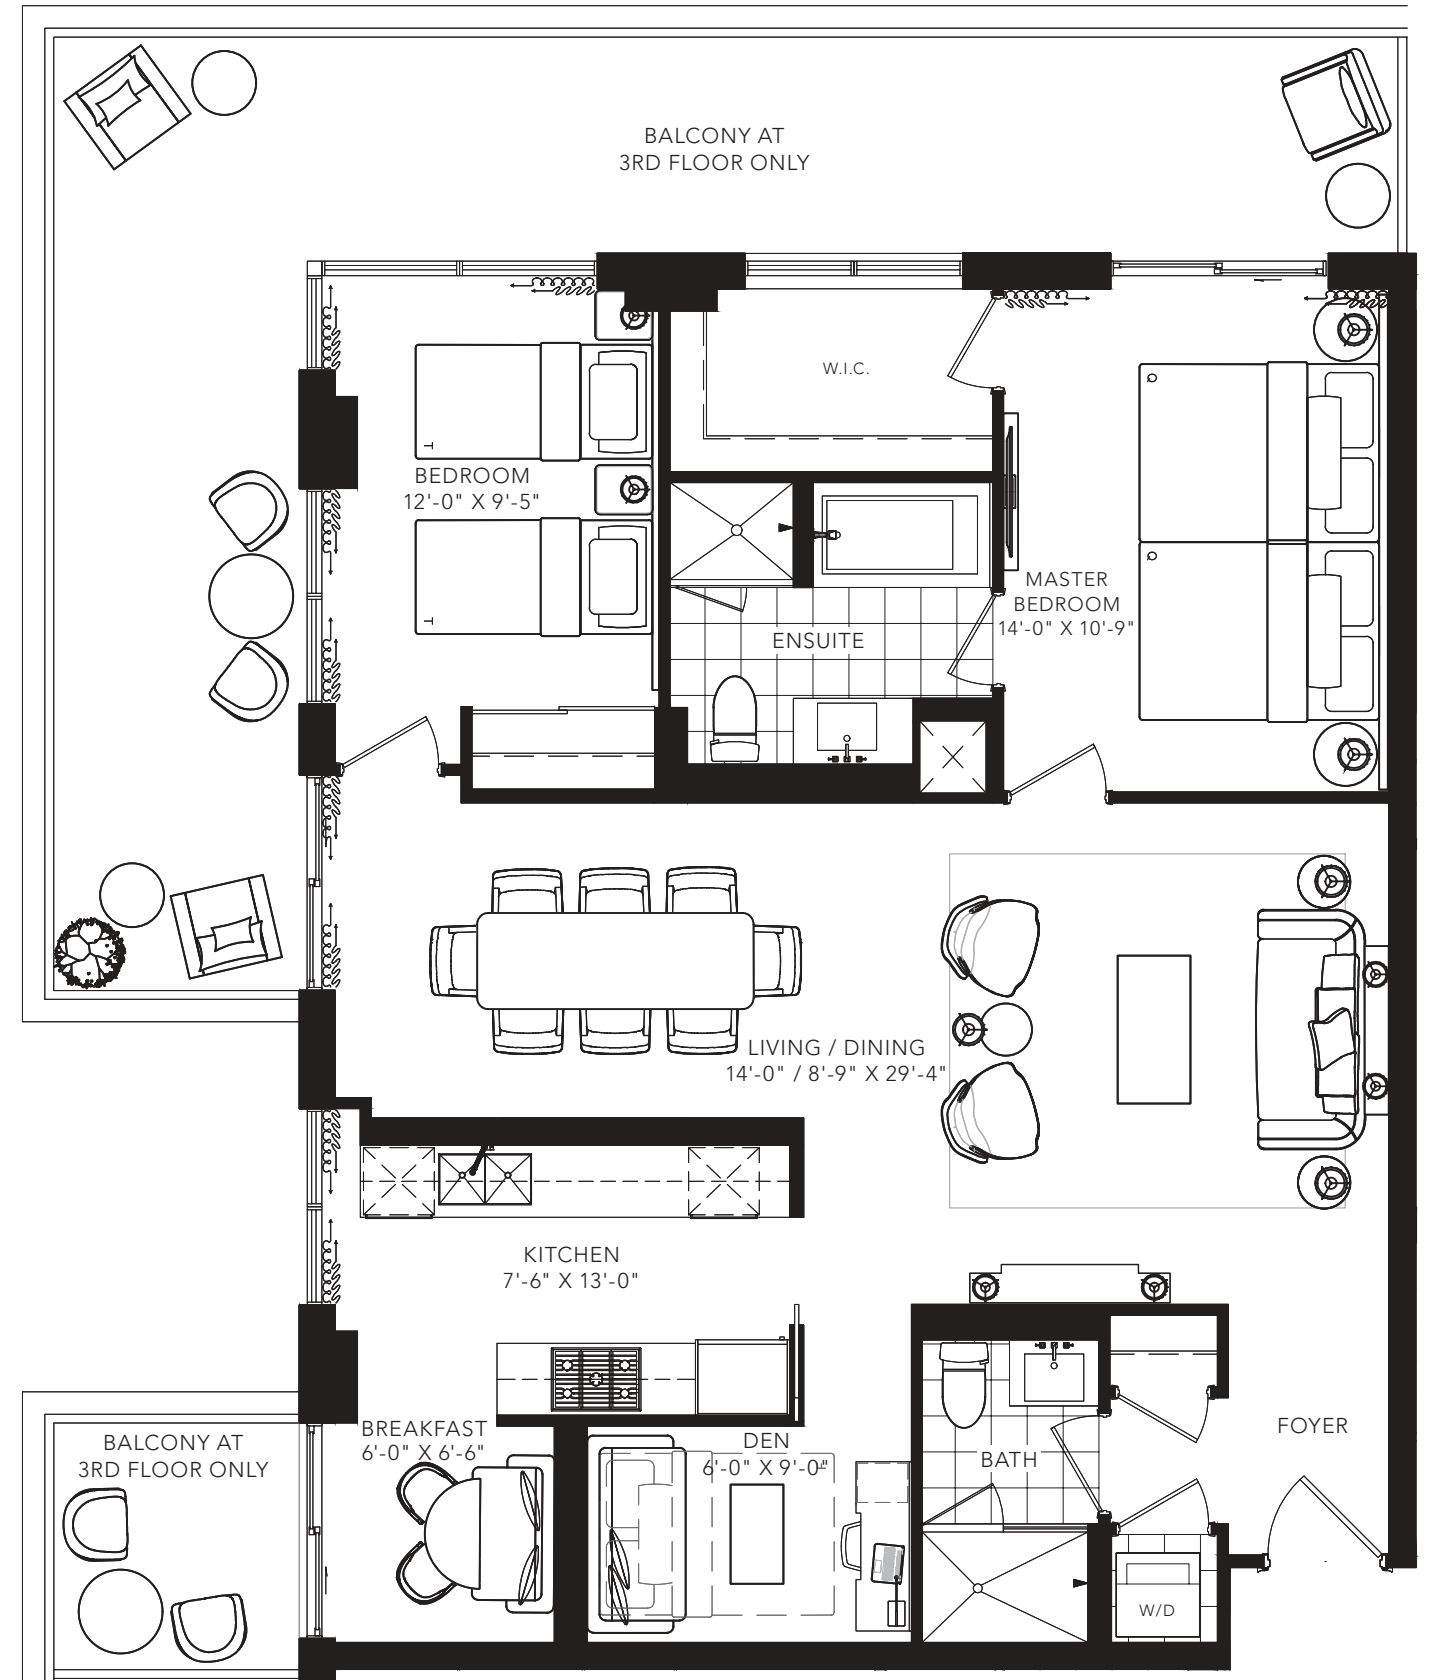 BALCONY AT
3RD FLOOR ONLY
W.I.C.
BEDROOM
12'-0" X 9'-5"
MASTER
BEDROOM
14'-0" X 10'-9"
ENSUITE
LIVING / DINING
14'-0" / 8'-9" X 29'-4"
KITCHEN
7'-6" X 13'-0"
BREAKFAST
6'-0" X 6'-6"
DEN
6'-0" X 9'-0"
BATH
FOYER
BALCONY AT
3RD FLOOR ONLY
W/D